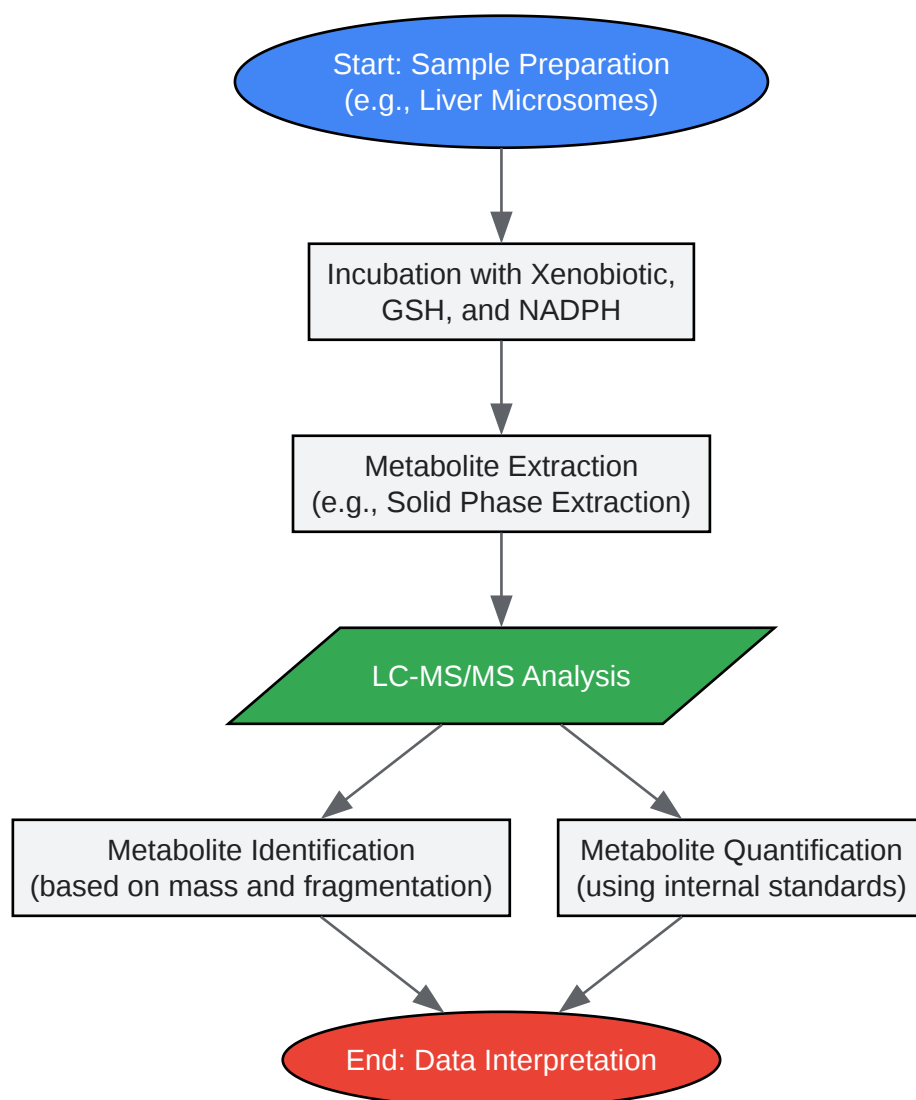 Start: Sample Preparation
(e.g., Liver Microsomes)
Incubation with Xenobiotic,
GSH, and NADPH
Metabolite Extraction
(e.g., Solid Phase Extraction)
LC-MS/MS Analysis
Metabolite Identification
(based on mass and fragmentation)
Metabolite Quantification
(using internal standards)
End: Data Interpretation